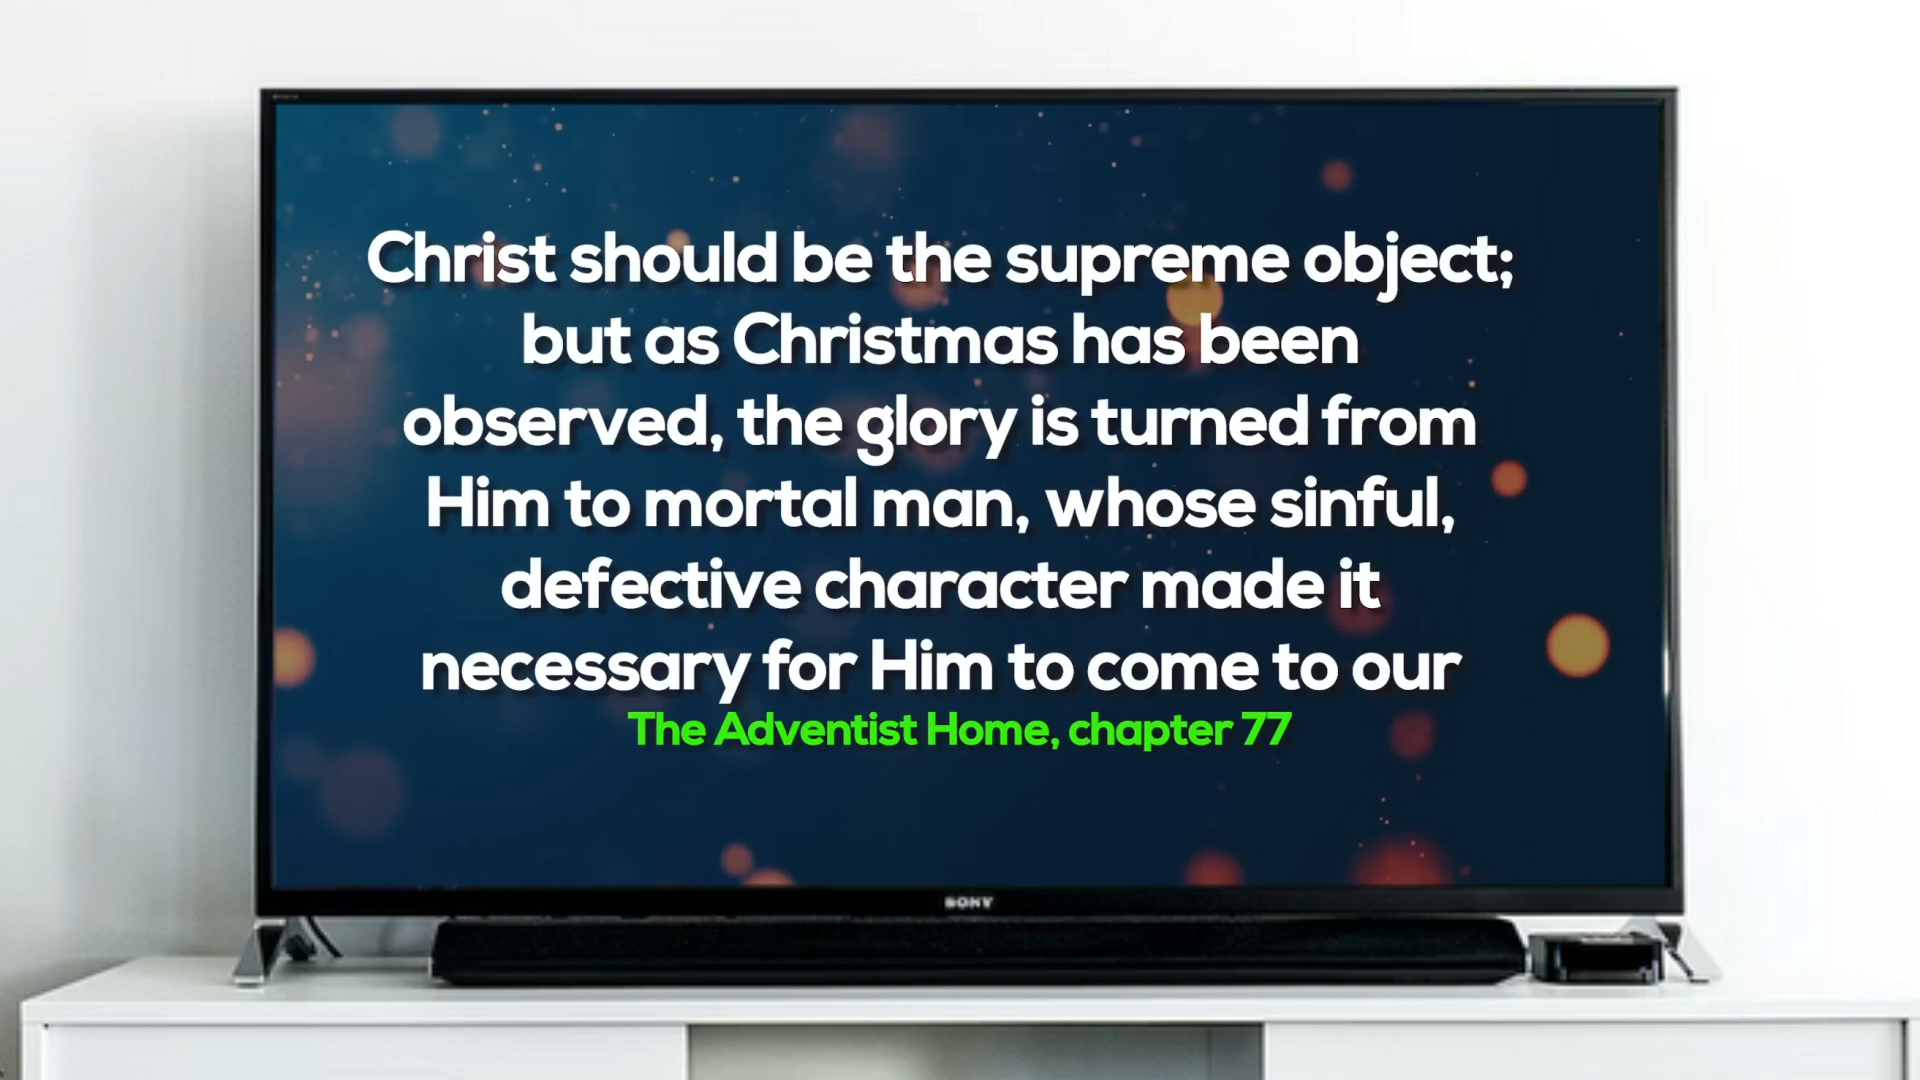 Christ should be the supreme object;
but as Christmas has been
observed, the glory is turned from
Him to mortal man, whose sinful,
defective character made it
necessary for Him to come to our
The Adventist Home, chapter 77
SONY